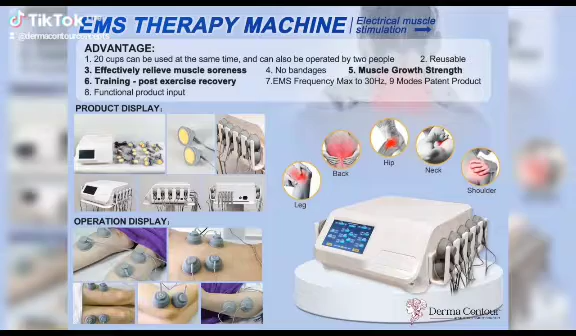 TikTok
@dermacontourconcepts
EMS THERAPY MACHINE | Electrical muscle
stimulation
ADVANTAGE:
1. 20 cups can be used at the same time, and can also be operated by two people 2. Reusable
3. Effectively relieve muscle soreness 4. No bandages 5. Muscle Growth Strength
6. Training - post exercise recovery 7.EMS Frequency Max to 30Hz, 9 Modes Patent Product
8. Functional product input
PRODUCT DISPLAY:
Leg
Back
Hip
Neck
Shoulder
OPERATION DISPLAY:
Derma Contour